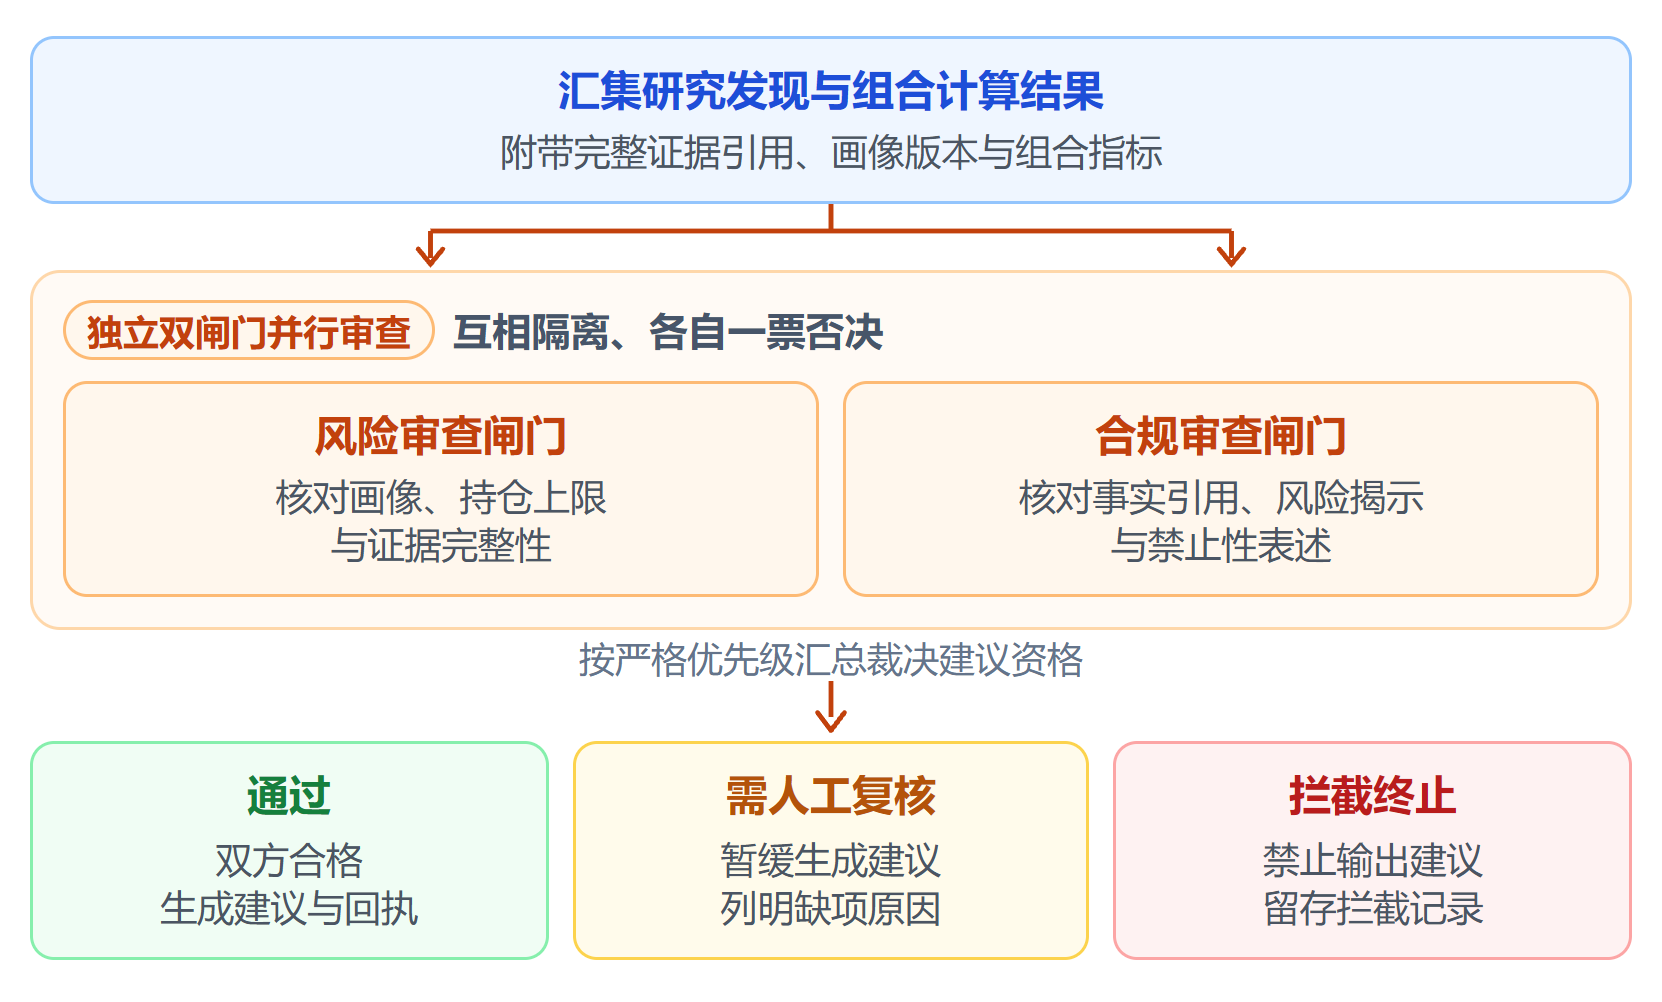 汇集研究发现与组合计算结果
附带完整证据引用、画像版本与组合指标
独立双闸门并行审查
互相隔离、各自一票否决
风险审查闸门
核对画像、持仓上限
与证据完整性
合规审查闸门
核对事实引用、风险揭示
与禁止性表述
按严格优先级汇总裁决建议资格
通过
双方合格
生成建议与回执
需人工复核
暂缓生成建议
列明缺项原因
拦截终止
禁止输出建议
留存拦截记录